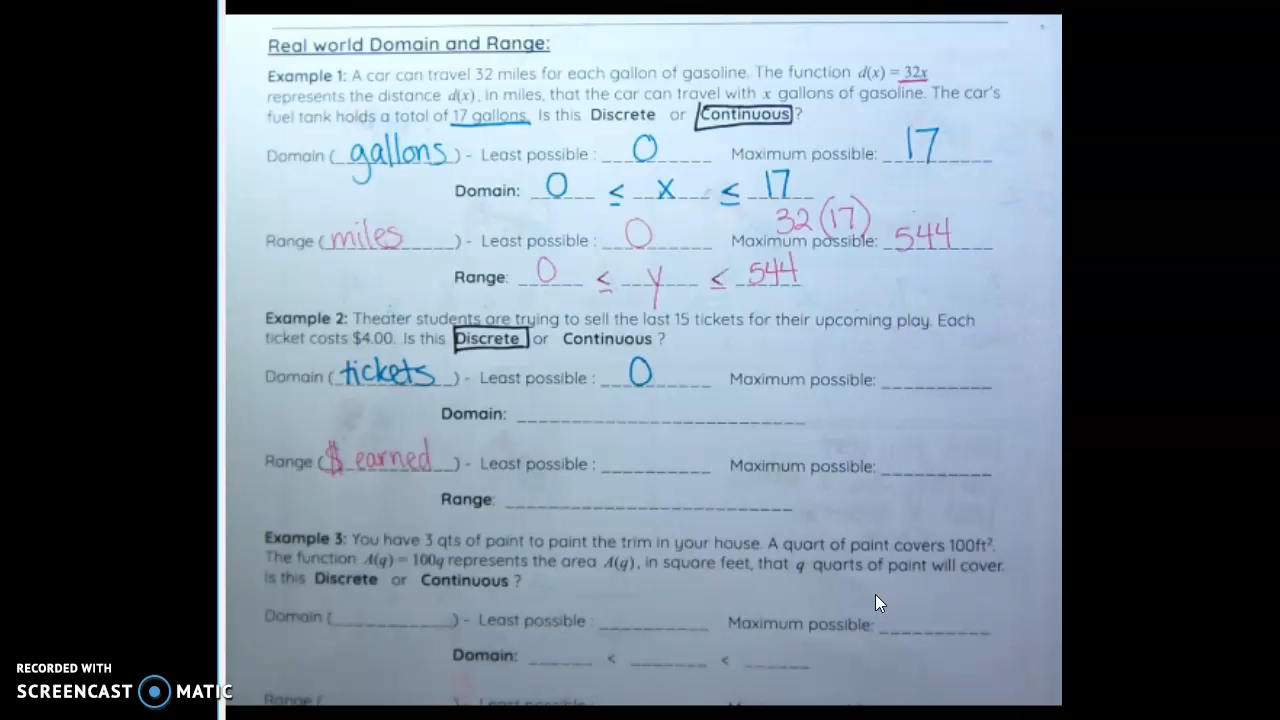 Real world Domain and Range:
Example 1: A car can travel 32 miles for each gallon of gasoline. The function d(x) = 32x
represents the distance d(x), in miles, that the car can travel with x gallons of gasoline. The car's
fuel tank holds a total of 17 gallons. Is this Discrete or Continuous?
Domain (gallons) - Least possible : 0 Maximum possible: 17
Domain: 0 ≤ x ≤ 17
32 (17)
Range (miles) - Least possible : 0 Maximum possible: 544
Range: 0 ≤ y ≤ 544
Example 2: Theater students are trying to sell the last 15 tickets for their upcoming play. Each
ticket costs $4.00. Is this Discrete or Continuous ?
Domain (tickets) - Least possible : 0 Maximum possible:
Domain:
Range ($ earned) - Least possible : Maximum possible:
Range:
Example 3: You have 3 qts of paint to paint the trim in your house. A quart of paint covers 100ft².
The function A(q) = 100q represents the area A(q), in square feet, that q quarts of paint will cover.
Is this Discrete or Continuous ?
Domain ( ) - Least possible : Maximum possible:
Domain: < <
Range ( ) - Least possible : Maximum possible:
RECORDED WITH
SCREENCAST MATIC